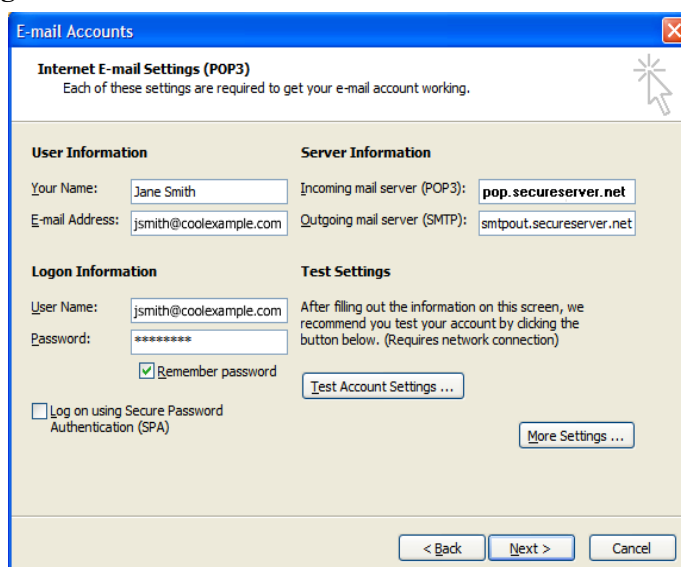 E-mail Accounts
Internet E-mail Settings (POP3)
Each of these settings are required to get your e-mail account working.
User Information
Your Name: Jane Smith
E-mail Address: jsmith@coolexample.com
Server Information
Incoming mail server (POP3): pop.secureserver.net
Outgoing mail server (SMTP): smtpout.secureserver.net
Logon Information
User Name: jsmith@coolexample.com
Password: ********
Remember password
Log on using Secure Password
Authentication (SPA)
Test Settings
After filling out the information on this screen, we
recommend you test your account by clicking the
button below. (Requires network connection)
Test Account Settings ...
More Settings ...
< Back
Next >
Cancel